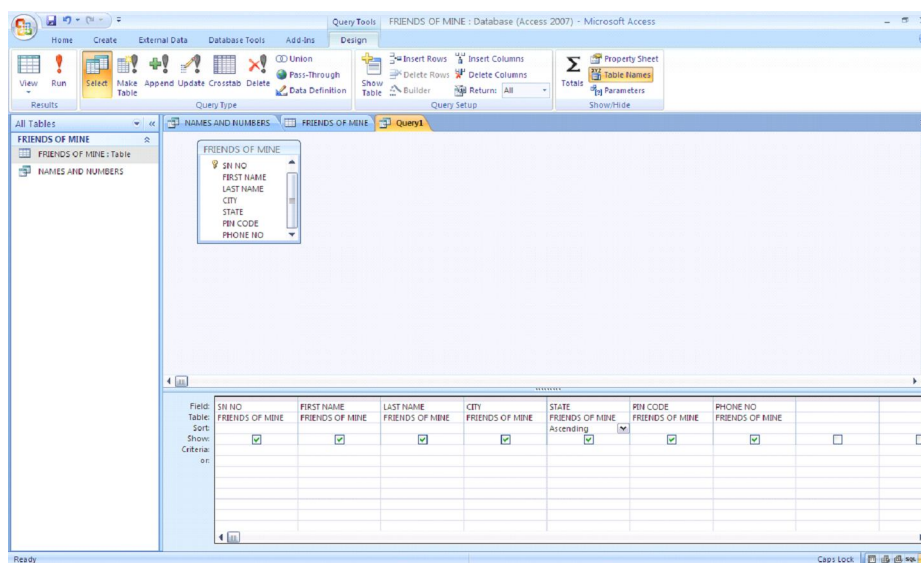 Query Tools FRIENDS OF MINE : Database (Access 2007) - Microsoft Access
Home Create External Data Database Tools Add-Ins Design
View Run Select Make Table Append Update Crosstab Delete
Union
Pass-Through
Data Definition
Show Table
Insert Rows
Delete Rows
Builder
Insert Columns
Delete Columns
Return: All
Totals
Property Sheet
Table Names
Parameters
Results Query Type Query Setup Show/Hide
All Tables
NAMES AND NUMBERS FRIENDS OF MINE Query1
FRIENDS OF MINE
FRIENDS OF MINE : Table
NAMES AND NUMBERS
FRIENDS OF MINE
SN NO
FIRST NAME
LAST NAME
CITY
STATE
PIN CODE
PHONE NO
Field: SN NO FIRST NAME LAST NAME CITY STATE PIN CODE PHONE NO
Table: FRIENDS OF MINE FRIENDS OF MINE FRIENDS OF MINE FRIENDS OF MINE FRIENDS OF MINE FRIENDS OF MINE FRIENDS OF MINE
Sort: Ascending
Show:
Criteria:
or:
Ready Caps Lock SQL